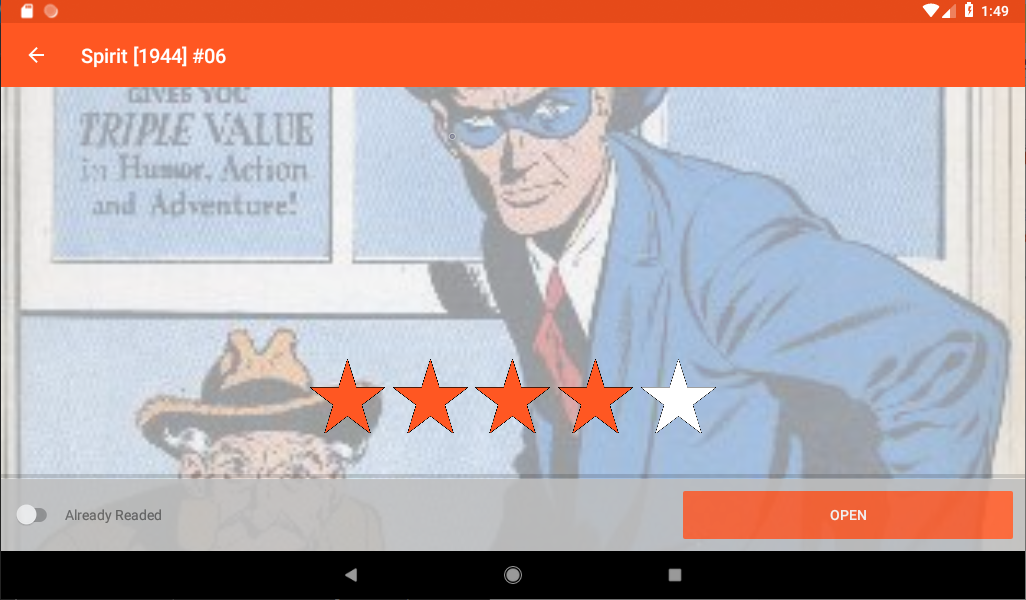 1:49
Spirit [1944] #06
GIVES YOU
TRIPLE VALUE
in Humor, Action
and Adventure!
Already Readed
OPEN